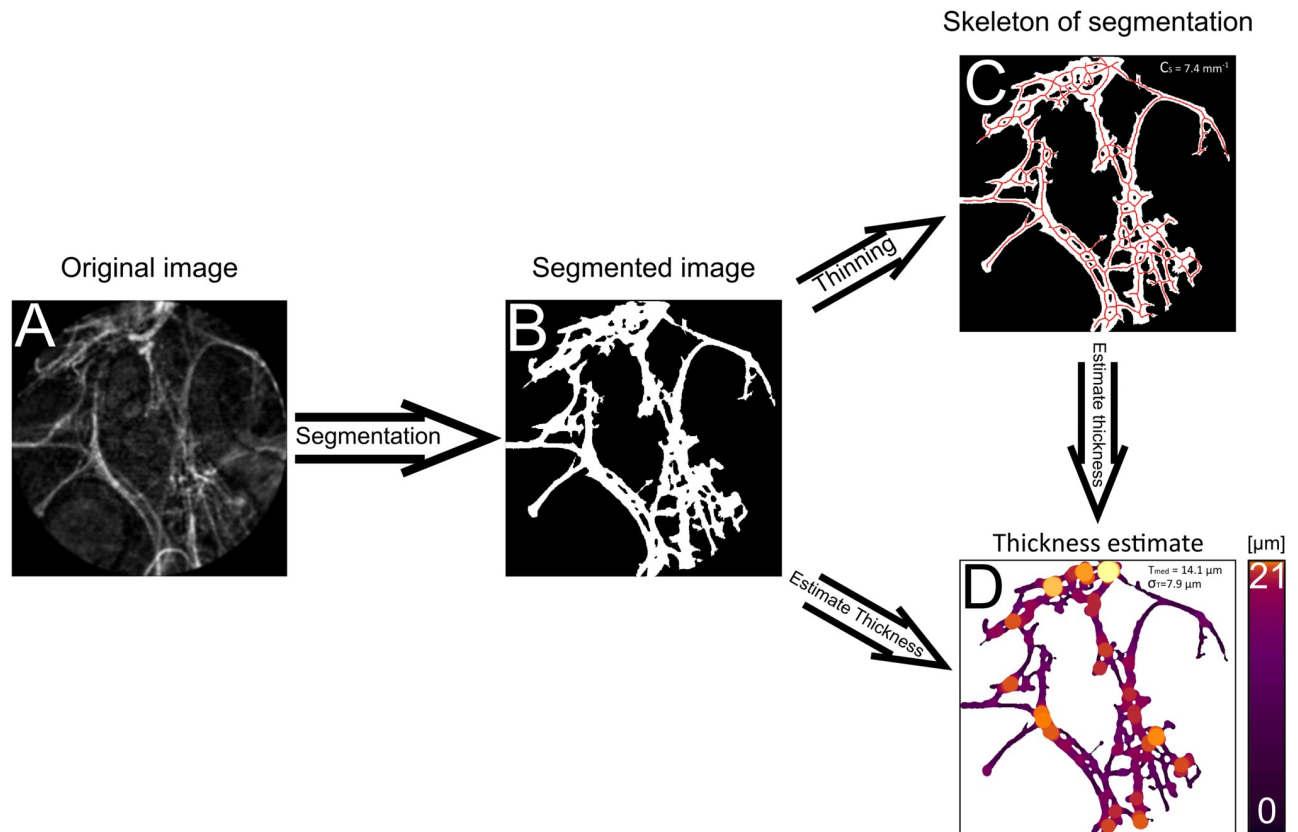 Skeleton of segmentation
C
Cs = 7.4 mm-1
Original image
Segmented image
A
B
Segmentation
Thinning
Estimate thickness
Estimate Thickness
Thickness estimate
[µm]
D
Tmed = 14.1 µm
σT=7.9 µm
21
0